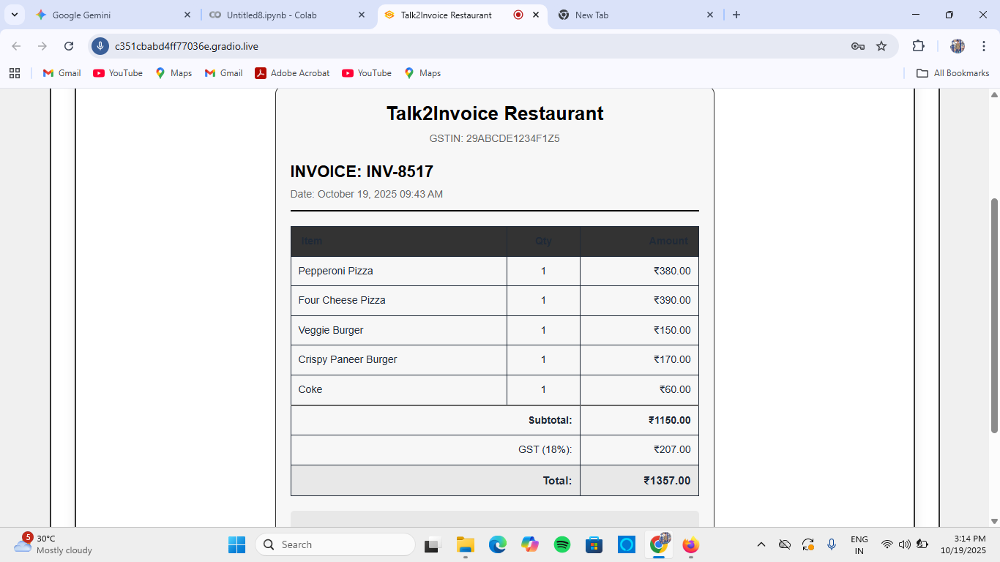 Google Gemini
Untitled8.ipynb - Colab
Talk2Invoice Restaurant
New Tab
c351cbabd4ff77036e.gradio.live
Gmail YouTube Maps Gmail Adobe Acrobat YouTube Maps All Bookmarks
Talk2Invoice Restaurant
GSTIN: 29ABCDE1234F1Z5
INVOICE: INV-8517
Date: October 19, 2025 09:43 AM
Item Qty Amount
Pepperoni Pizza 1 ₹380.00
Four Cheese Pizza 1 ₹390.00
Veggie Burger 1 ₹150.00
Crispy Paneer Burger 1 ₹170.00
Coke 1 ₹60.00
Subtotal: ₹1150.00
GST (18%): ₹207.00
Total: ₹1357.00
5
30°C
Mostly cloudy
Search
ENG
IN
3:14 PM
10/19/2025